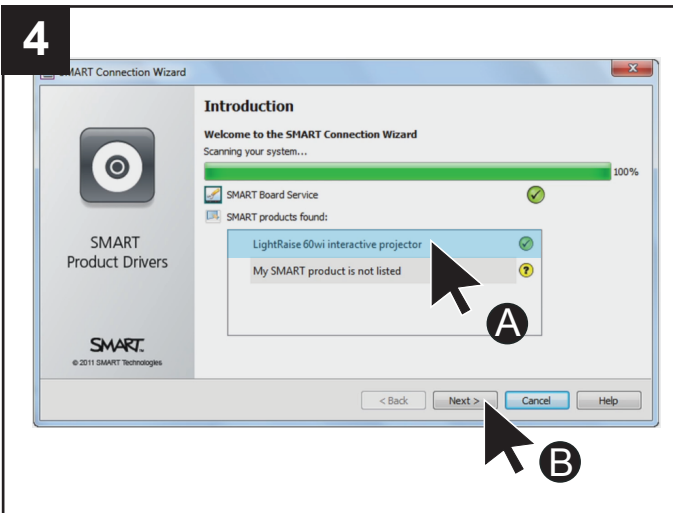 4
SMART Connection Wizard
Introduction
Welcome to the SMART Connection Wizard
Scanning your system...
100%
SMART Board Service
SMART products found:
LightRaise 60wi interactive projector
My SMART product is not listed
?
SMART
Product Drivers
A
SMART™
© 2011 SMART Technologies
< Back Next > Cancel Help
B